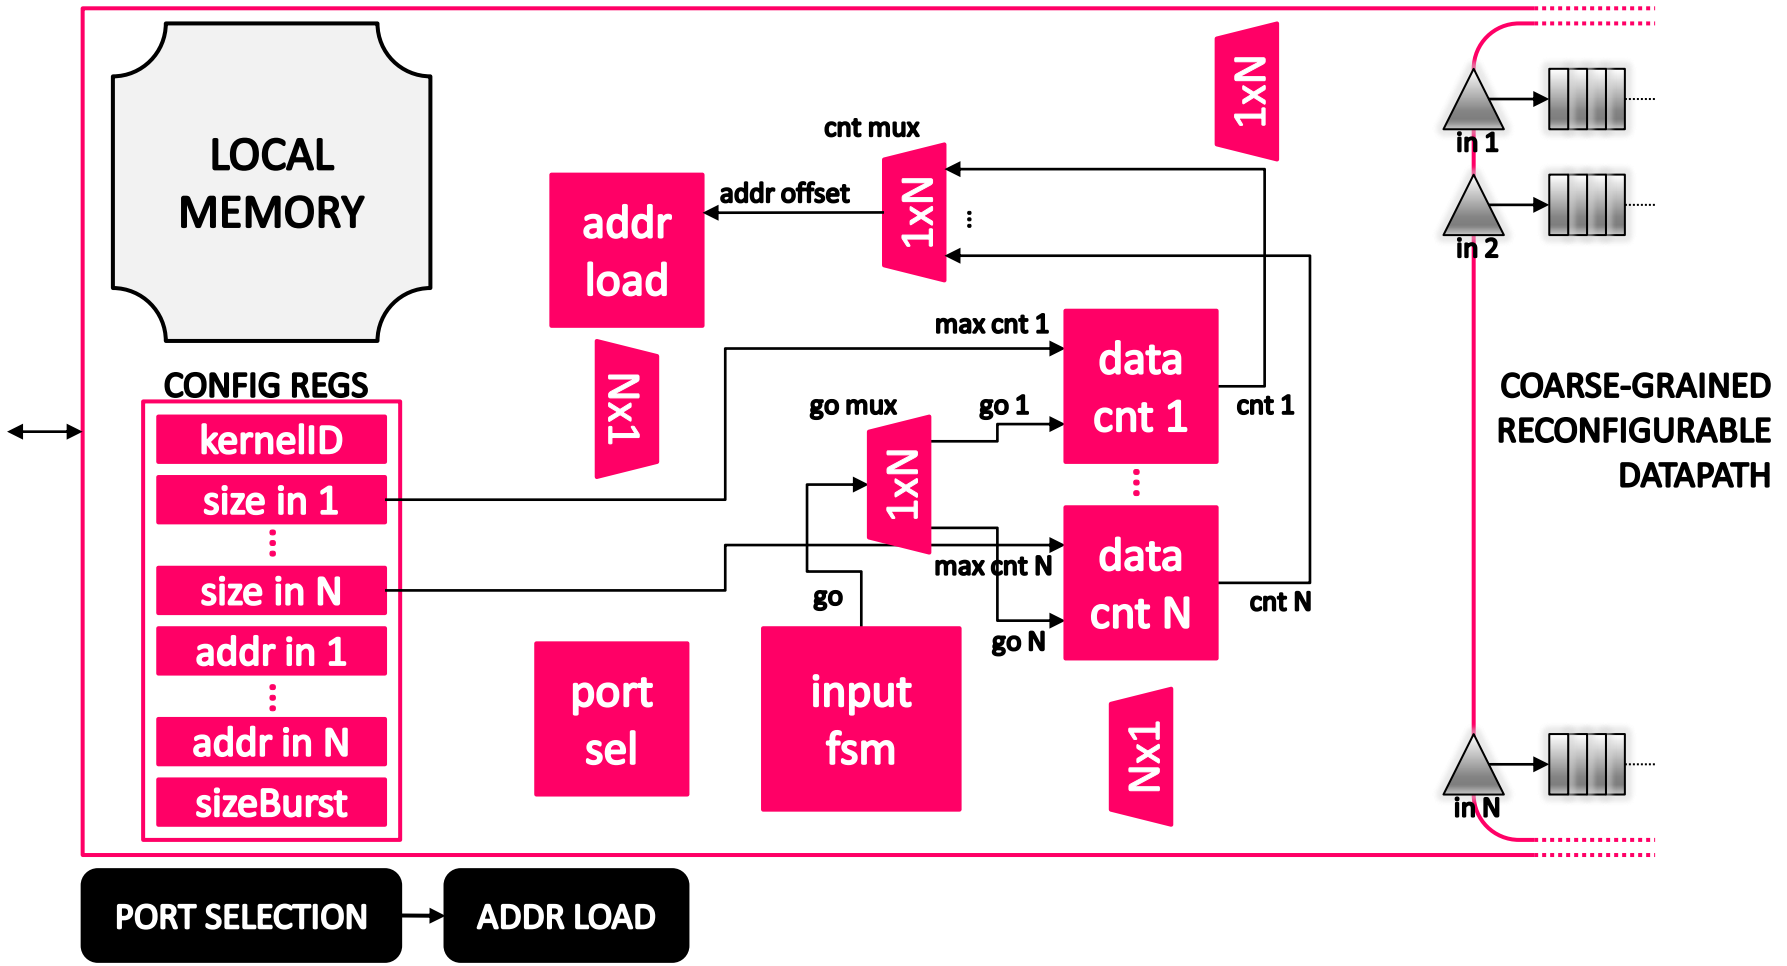 LOCAL
MEMORY
CONFIG REGS
kernelID
size in 1
...
size in N
addr in 1
...
addr in N
sizeBurst
addr
load
addr offset
cnt mux
1xN
...
1xN
Nx1
max cnt 1
data
cnt 1
cnt 1
go mux
go 1
1xN
...
max cnt N
data
cnt N
cnt N
go
go N
port
sel
input
fsm
Nx1
in 1
in 2
in N
COARSE-GRAINED
RECONFIGURABLE
DATAPATH
PORT SELECTION
ADDR LOAD